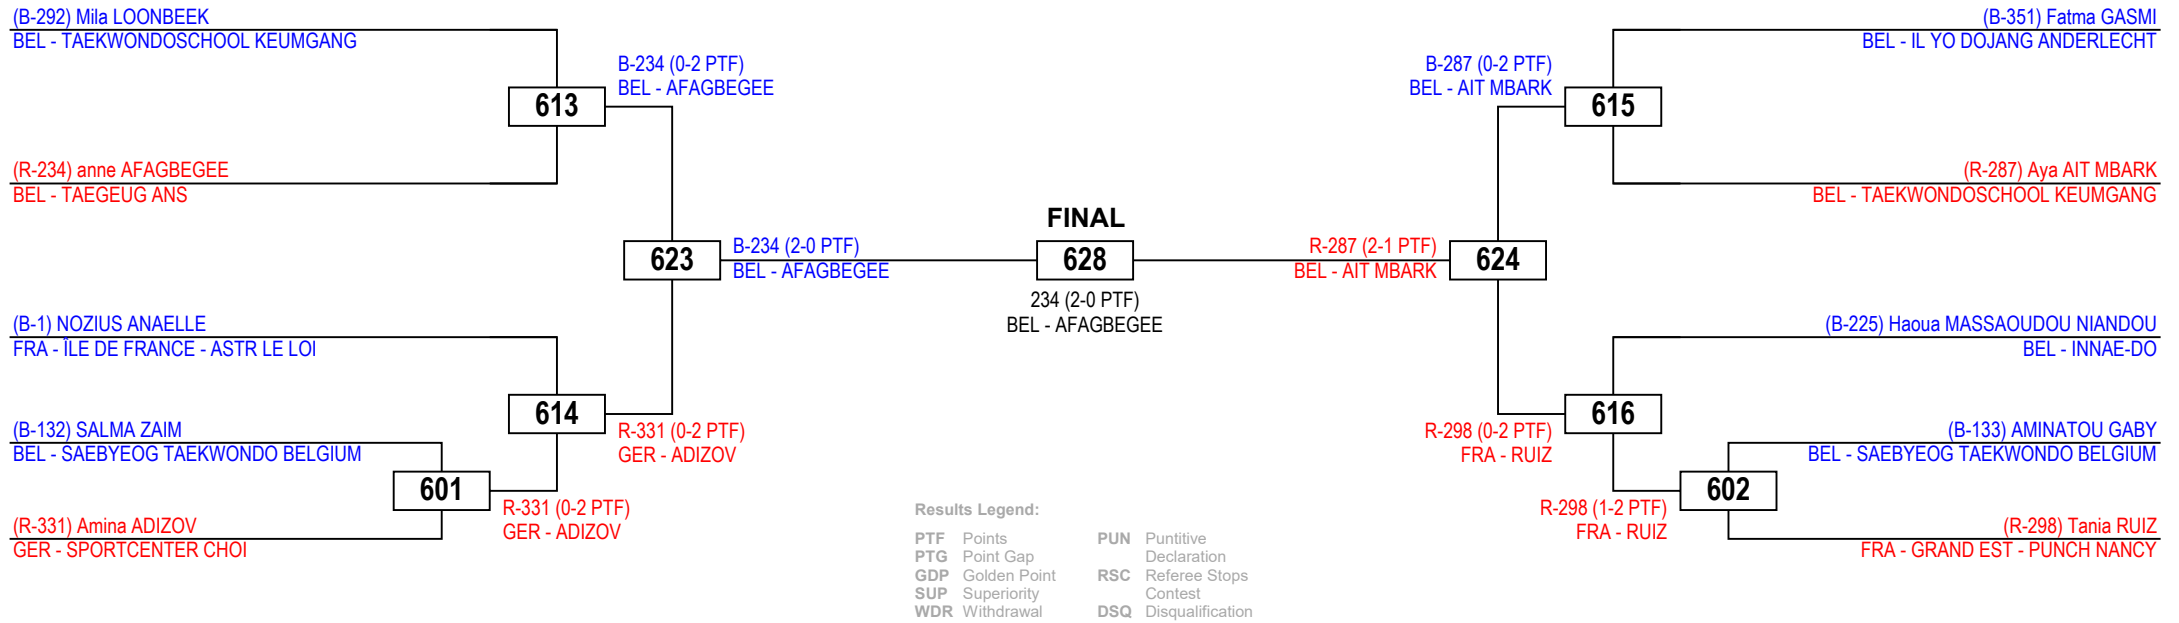 (B-292) Mila LOONBEEK
BEL - TAEKWONDOSCHOOL KEUMGANG
B-234 (0-2 PTF)
BEL - AFAGBEGEE
613
(R-234) anne AFAGBEGEE
BEL - TAEGEUG ANS
623
B-234 (2-0 PTF)
BEL - AFAGBEGEE
(B-1) NOZIUS ANAELLE
FRA - ÎLE DE FRANCE - ASTR LE LOI
614
R-331 (0-2 PTF)
GER - ADIZOV
(B-132) SALMA ZAIM
BEL - SAEBYEOG TAEKWONDO BELGIUM
601
R-331 (0-2 PTF)
GER - ADIZOV
(R-331) Amina ADIZOV
GER - SPORTCENTER CHOI
FINAL
628
234 (2-0 PTF)
BEL - AFAGBEGEE
(B-351) Fatma GASMI
BEL - IL YO DOJANG ANDERLECHT
B-287 (0-2 PTF)
BEL - AIT MBARK
615
(R-287) Aya AIT MBARK
BEL - TAEKWONDOSCHOOL KEUMGANG
R-287 (2-1 PTF)
BEL - AIT MBARK
624
(B-225) Haoua MASSAOUDOU NIANDOU
BEL - INNAE-DO
616
R-298 (0-2 PTF)
FRA - RUIZ
(B-133) AMINATOU GABY
BEL - SAEBYEOG TAEKWONDO BELGIUM
602
R-298 (1-2 PTF)
FRA - RUIZ
(R-298) Tania RUIZ
FRA - GRAND EST - PUNCH NANCY
Results Legend:
PTF Points
PTG Point Gap
GDP Golden Point
SUP Superiority
WDR Withdrawal
PUN Puntitive
Declaration
RSC Referee Stops
Contest
DSQ Disqualification